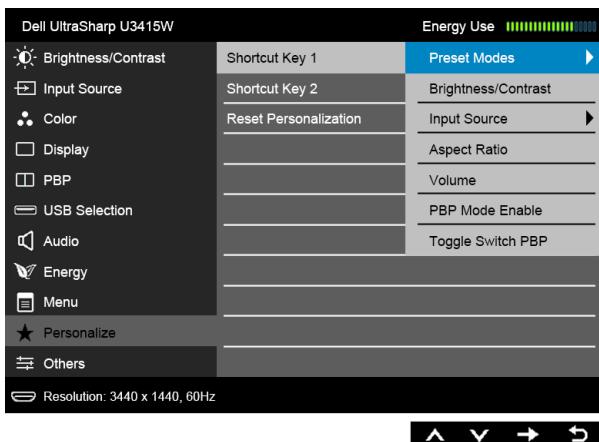 Dell UltraSharp U3415W
Energy Use
Brightness/Contrast
Shortcut Key 1
Preset Modes
Input Source
Shortcut Key 2
Brightness/Contrast
Color
Reset Personalization
Input Source
Display
Aspect Ratio
PBP
Volume
USB Selection
PBP Mode Enable
Audio
Toggle Switch PBP
Energy
Menu
Personalize
Others
Resolution: 3440 x 1440, 60Hz